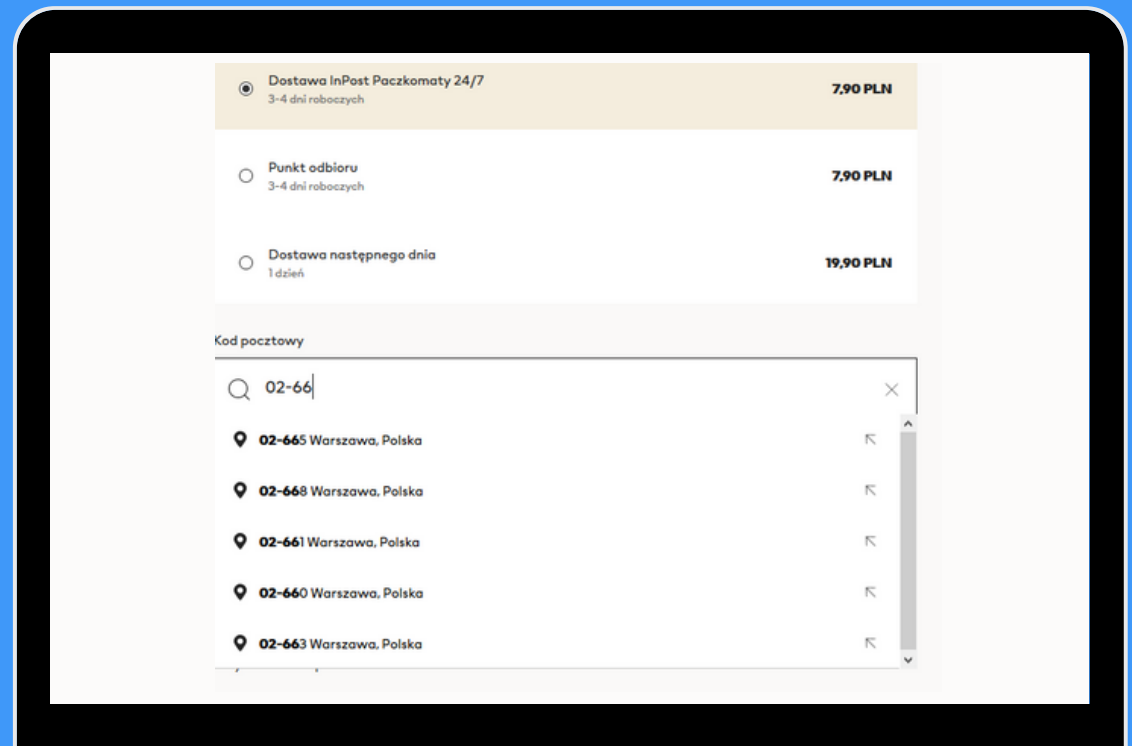 Dostawa InPost Paczkomaty 24/7
3-4 dni roboczych
7,90 PLN
Punkt odbioru
3-4 dni roboczych
7,90 PLN
Dostawa następnego dnia
1 dzień
19,90 PLN
Kod pocztowy
02-66
02-665 Warszawa, Polska
02-668 Warszawa, Polska
02-661 Warszawa, Polska
02-660 Warszawa, Polska
02-663 Warszawa, Polska